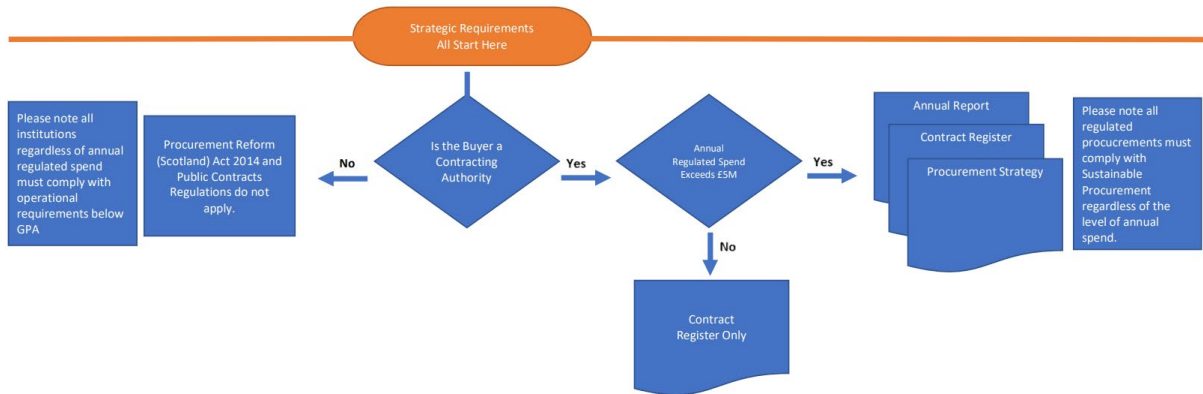 Strategic Requirements
All Start Here
Please note all
institutions
regardless of annual
regulated spend
must comply with
operational
requirements below
GPA
Procurement Reform
(Scotland) Act 2014 and
Public Contracts
Regulations do not
apply.
No
Is the Buyer a
Contracting
Authority
Yes
Annual
Regulated Spend
Exceeds £5M
Yes
Annual Report
Contract Register
Procurement Strategy
Please note all
regulated
procucrements must
comply with
Sustainable
Procurement
regardless of the
level of annual
spend.
No
Contract
Register Only